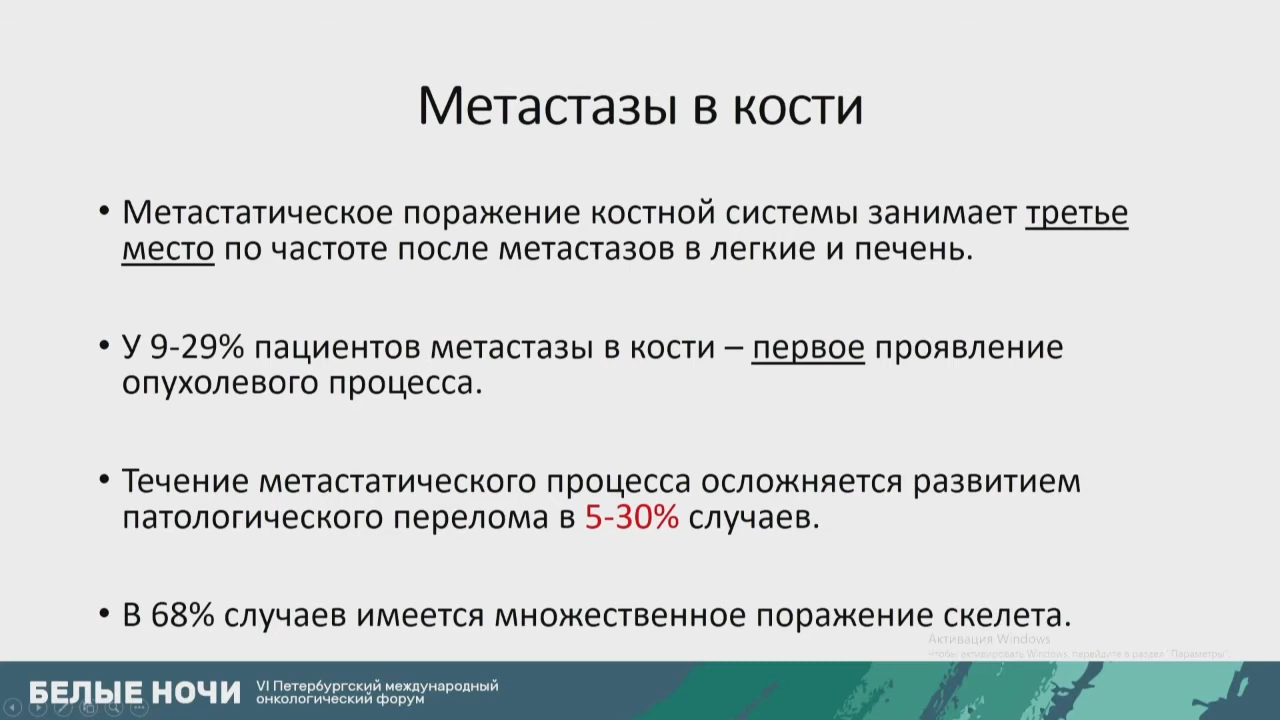 Метастазы в кости
• Метастатическое поражение костной системы занимает третье
место по частоте после метастазов в легкие и печень.
• У 9-29% пациентов метастазы в кости – первое проявление
опухолевого процесса.
• Течение метастатического процесса осложняется развитием
патологического перелома в 5-30% случаев.
• В 68% случаев имеется множественное поражение скелета.
Активация Windows
Чтобы активировать Windows, перейдите в раздел "Параметры".
БЕЛЫЕ НОЧИ
VI Петербургский международный
онкологический форум